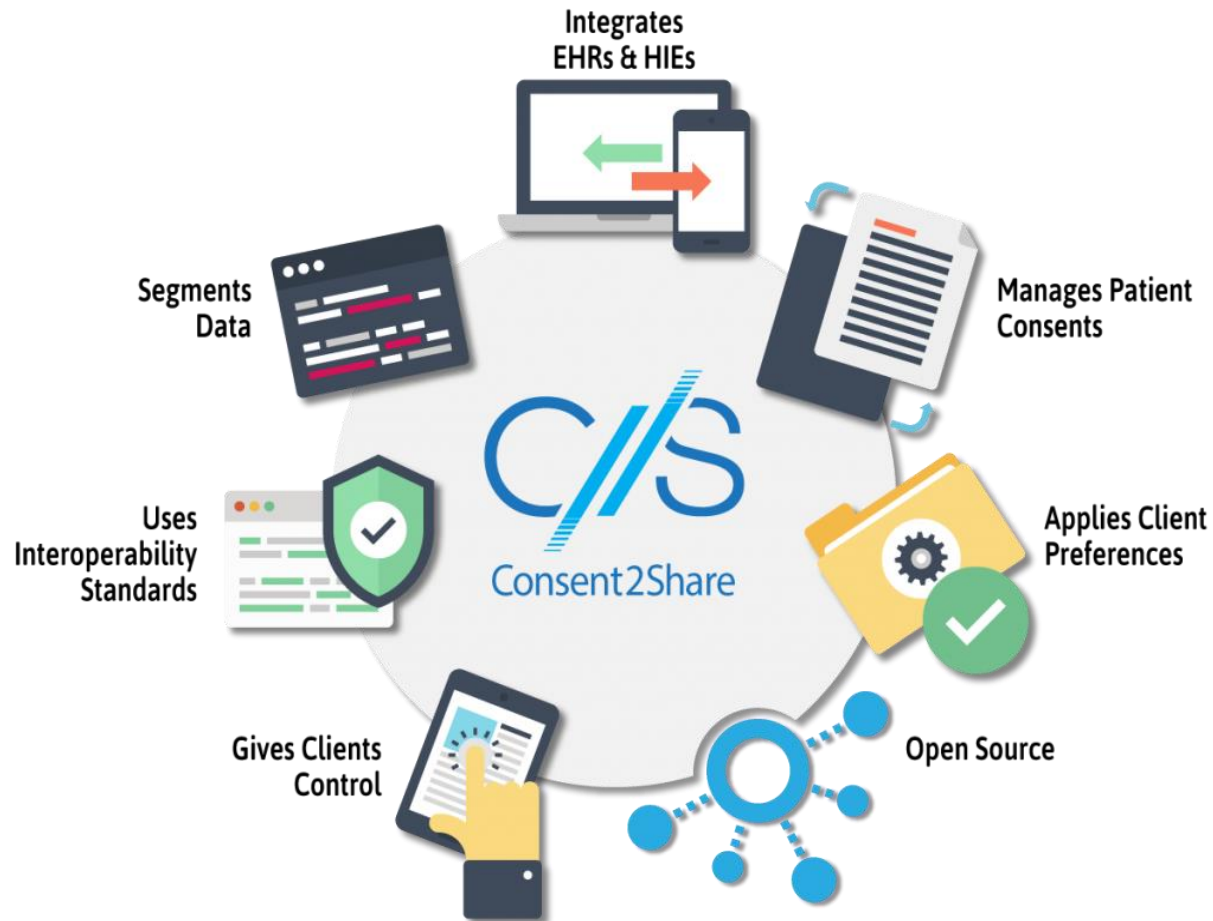 Integrates
EHRs & HIEs
Manages Patient
Consents
Applies Client
Preferences
Open Source
Gives Clients
Control
Uses
Interoperability
Standards
Segments
Data
C//S
Consent2Share